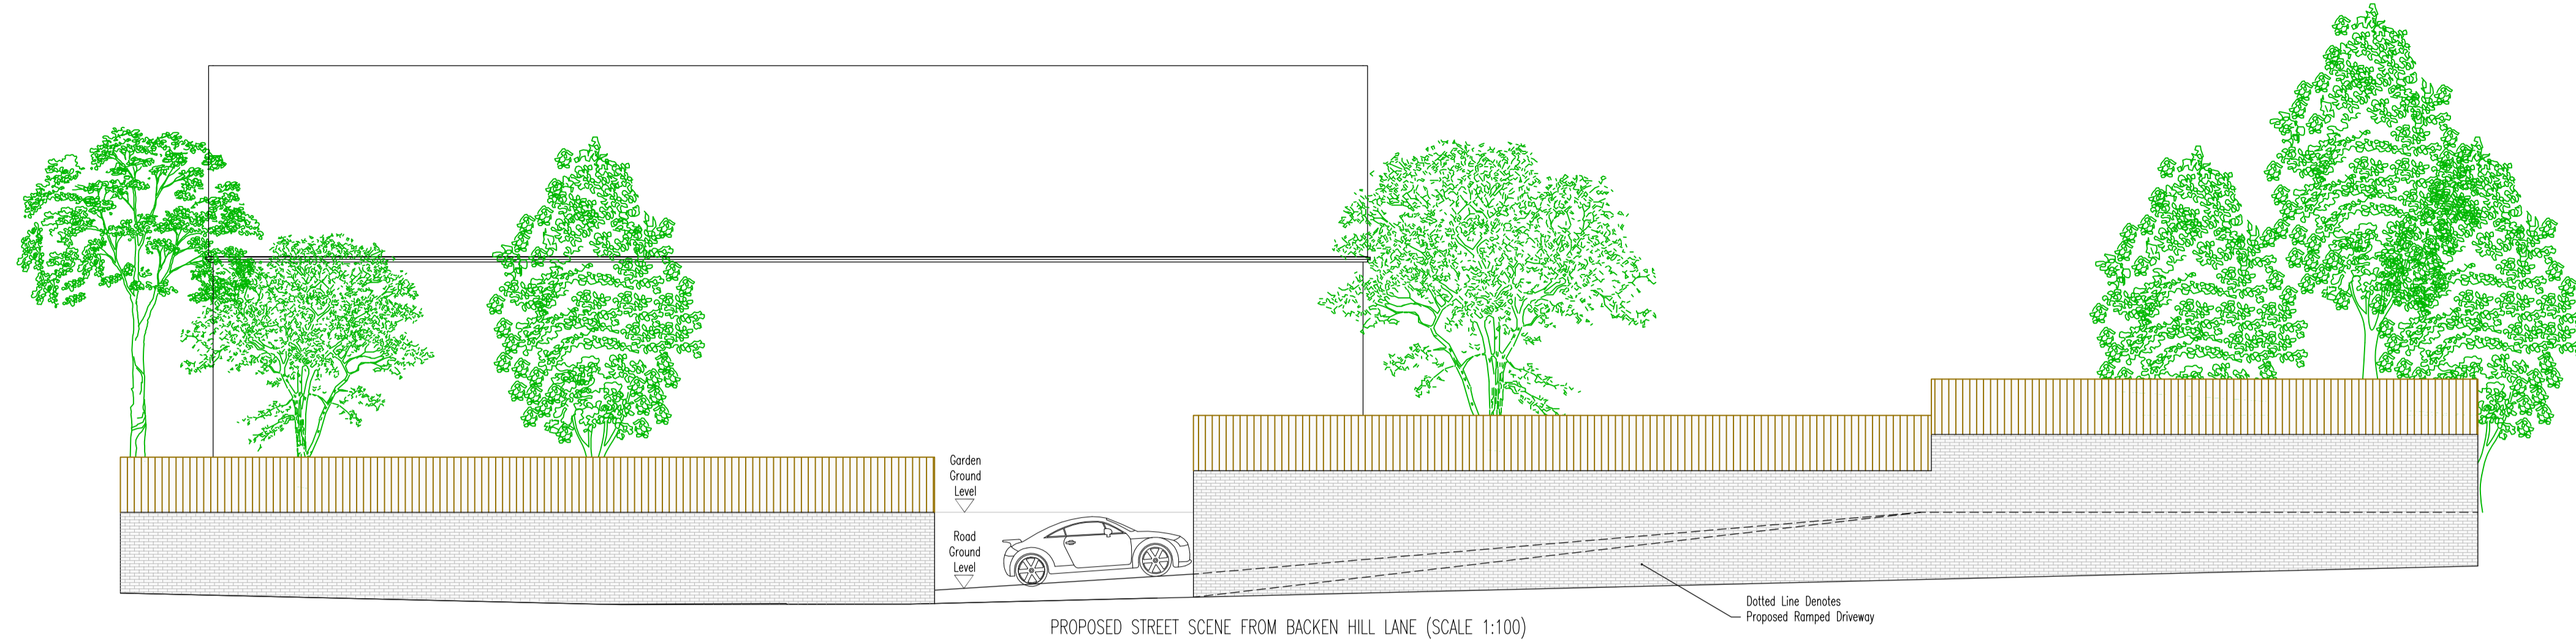 Garden
Ground
Level
Road
Ground
Level
Dotted Line Denotes
Proposed Ramped Driveway
PROPOSED STREET SCENE FROM BACKEN HILL LANE (SCALE 1:100)